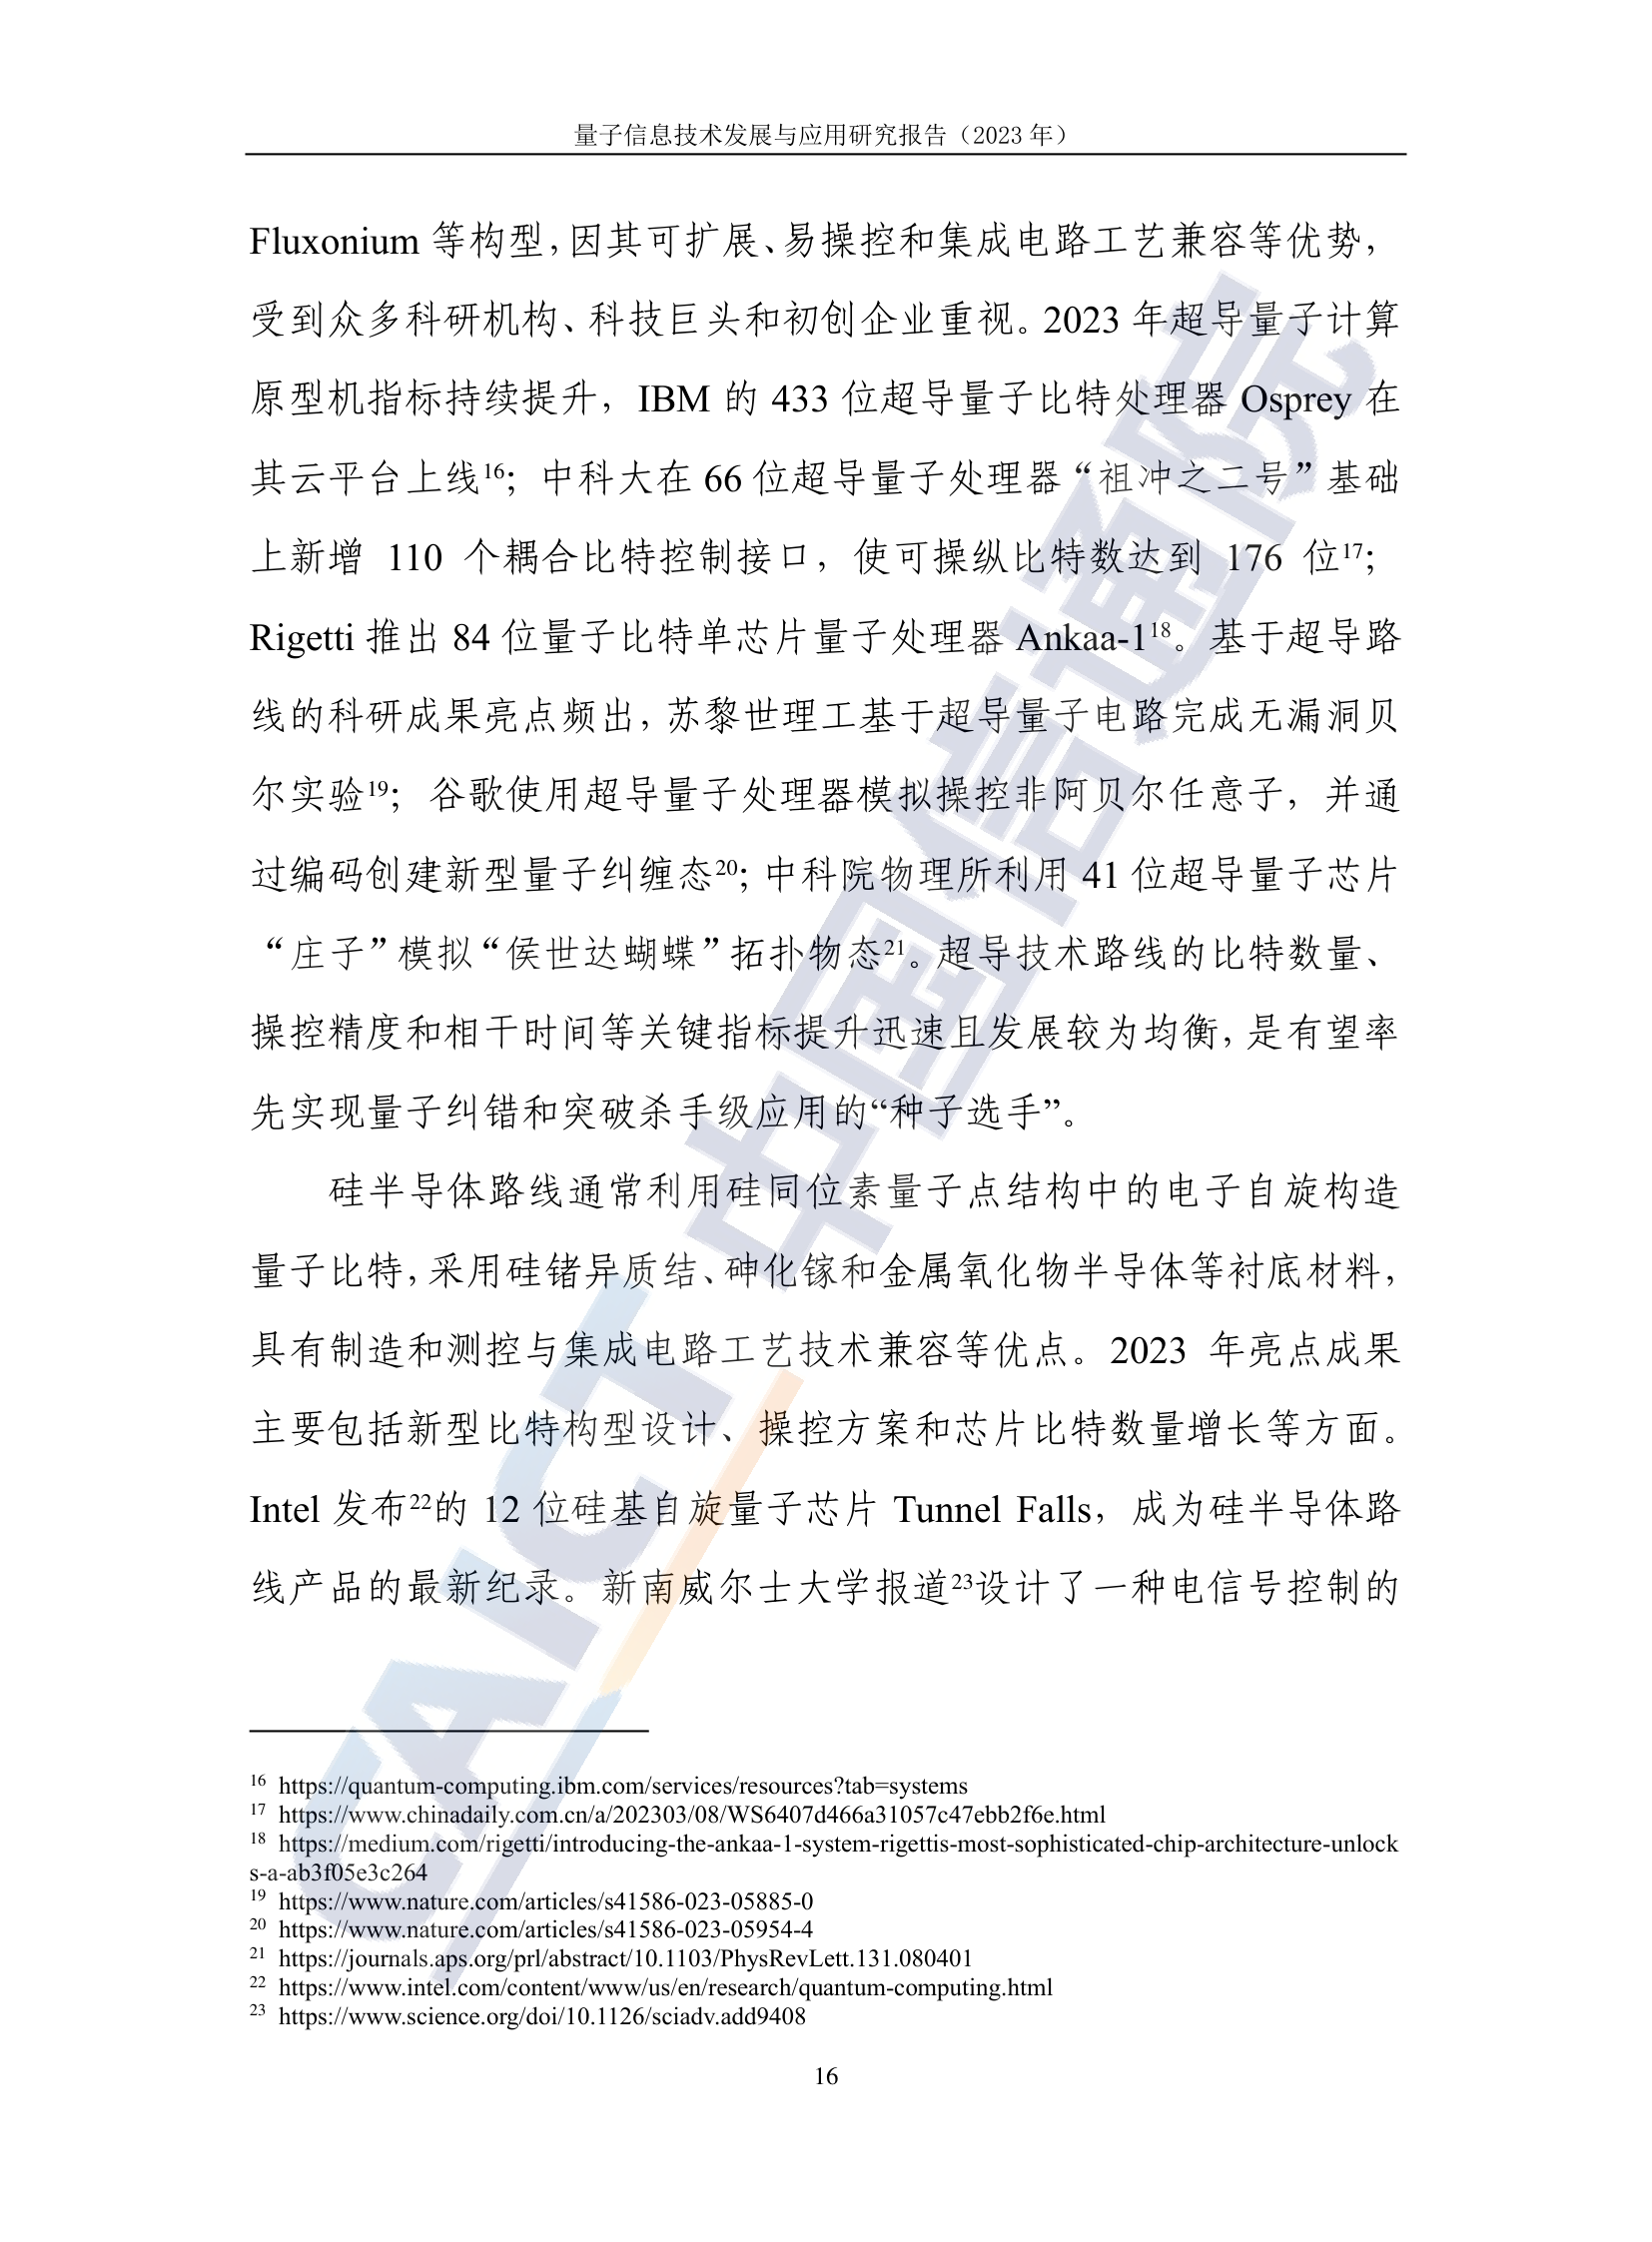 量子信息技术发展与应用研究报告（2023 年）
Fluxonium 等构型，因其可扩展、易操控和集成电路工艺兼容等优势，
受到众多科研机构、科技巨头和初创企业重视。2023 年超导量子计算
原型机指标持续提升，IBM 的 433 位超导量子比特处理器 Osprey 在
其云平台上线16；中科大在 66 位超导量子处理器“祖冲之二号”基础
上新增 110 个耦合比特控制接口，使可操纵比特数达到 176 位17；
Rigetti 推出 84 位量子比特单芯片量子处理器 Ankaa-118。基于超导路
线的科研成果亮点频出，苏黎世理工基于超导量子电路完成无漏洞贝
尔实验19；谷歌使用超导量子处理器模拟操控非阿贝尔任意子，并通
过编码创建新型量子纠缠态20；中科院物理所利用 41 位超导量子芯片
“庄子”模拟“侯世达蝴蝶”拓扑物态21。超导技术路线的比特数量、
操控精度和相干时间等关键指标提升迅速且发展较为均衡，是有望率
先实现量子纠错和突破杀手级应用的“种子选手”。
硅半导体路线通常利用硅同位素量子点结构中的电子自旋构造
量子比特，采用硅锗异质结、砷化镓和金属氧化物半导体等衬底材料，
具有制造和测控与集成电路工艺技术兼容等优点。2023 年亮点成果
主要包括新型比特构型设计、操控方案和芯片比特数量增长等方面。
Intel 发布22的 12 位硅基自旋量子芯片 Tunnel Falls，成为硅半导体路
线产品的最新纪录。新南威尔士大学报道23设计了一种电信号控制的
16 https://quantum-computing.ibm.com/services/resources?tab=systems
17 https://www.chinadaily.com.cn/a/202303/08/WS6407d466a31057c47ebb2f6e.html
18 https://medium.com/rigetti/introducing-the-ankaa-1-system-rigettis-most-sophisticated-chip-architecture-unlock
s-a-ab3f05e3c264
19 https://www.nature.com/articles/s41586-023-05885-0
20 https://www.nature.com/articles/s41586-023-05954-4
21 https://journals.aps.org/prl/abstract/10.1103/PhysRevLett.131.080401
22 https://www.intel.com/content/www/us/en/research/quantum-computing.html
23 https://www.science.org/doi/10.1126/sciadv.add9408
16
CAICT 中国信通院